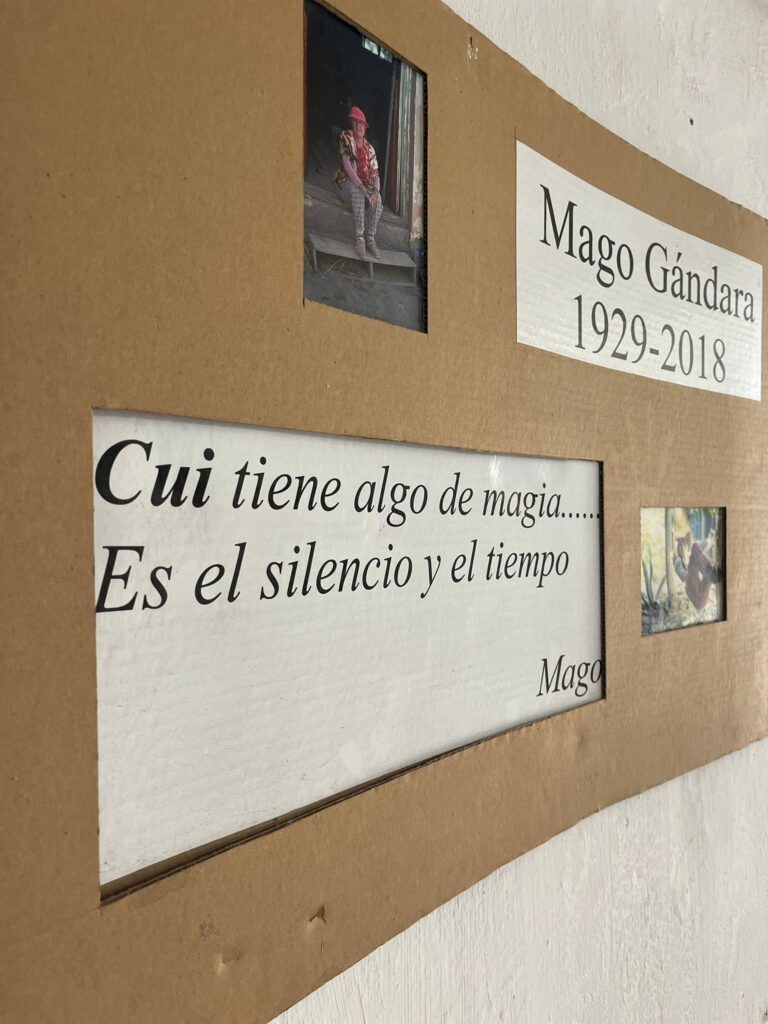 Mago Gándara
1929-2018
Cui tiene algo de magia......
Es el silencio y el tiempo
Mago